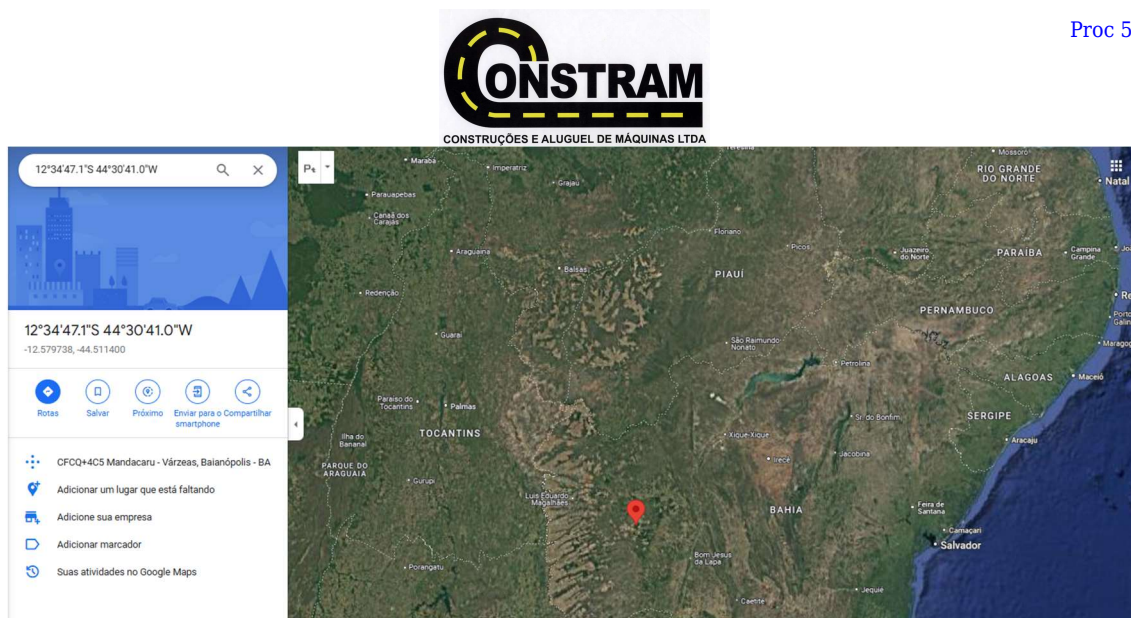 Proc 5
CONSTRAM
CONSTRUÇÕES E ALUGUEL DE MÁQUINAS LTDA
12°34'47.1"S 44°30'41.0"W
12°34'47.1"S 44°30'41.0"W
-12.579738, -44.511400
Rotas
Salvar
Próximo
Enviar para o smartphone
Compartilhar
CFCQ+4C5 Mandacaru - Várzeas, Baianópolis - BA
Adicionar um lugar que está faltando
Adicione sua empresa
Adicionar marcador
Suas atividades no Google Maps
Marabá
Imperatriz
Teresina
Mossoró
RIO GRANDE
DO NORTE
Natal
Grajaú
Parauapebas
Canaã dos
Carajás
Floriano
Araguaína
Balsas
Picos
Juazeiro
do Norte
PARAÍBA
Campina
Grande
PIAUÍ
Redenção
PERNAMBUCO
Guaraí
São Raimundo
Nonato
Petrolina
ALAGOAS
Maceió
Paraíso do
Tocantins
Palmas
Sr. do Bonfim
SERGIPE
Ilha do
Bananal
TOCANTINS
Xique-Xique
Aracaju
PARQUE DO
ARAGUAIA
Irecê
Jacobina
Gurupi
Luís Eduardo
Magalhães
BAHIA
Feira de
Santana
Camaçari
Salvador
Bom Jesus
da Lapa
Porangatu
Jequié
Caetité